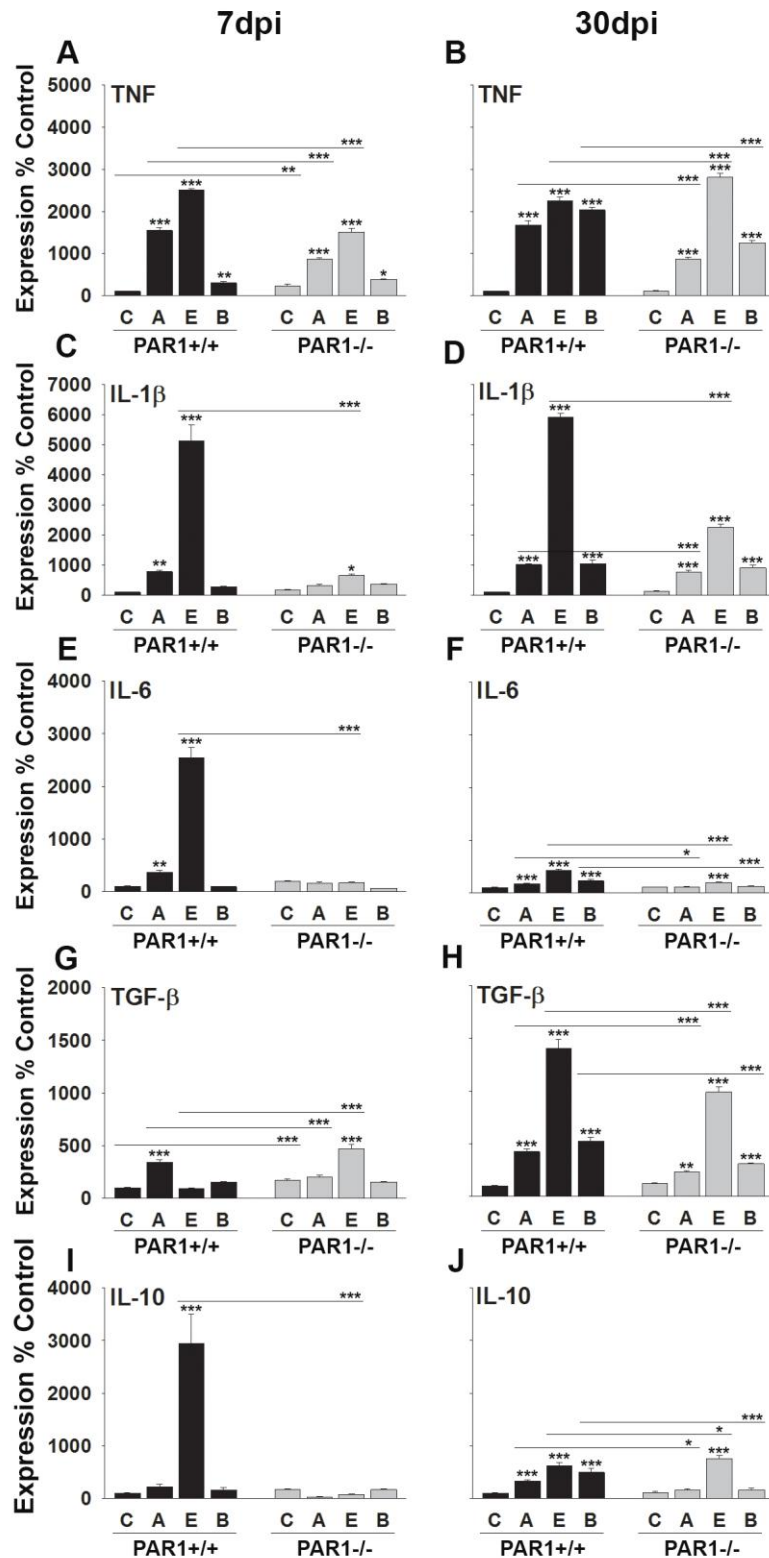 7dpi 30dpi
A B
TNF TNF
Expression % Control
5000
4000
3000
2000
1000
0
*** ***
*** ***
** ***
*** *** ** *** *** *
*** *** *** *** *** ***
C A E B C A E B C A E B C A E B
PAR1+/+ PAR1-/- PAR1+/+ PAR1-/-
C D
IL-1β IL-1β
Expression % Control
7000
6000
5000
4000
3000
2000
1000
0
*** ***
** *** *
***
*** *** *** *** *** ***
C A E B C A E B C A E B C A E B
PAR1+/+ PAR1-/- PAR1+/+ PAR1-/-
E F
IL-6 IL-6
Expression % Control
4000
3000
2000
1000
0
***
** ***
***
*
***
*** *** *** ***
C A E B C A E B C A E B C A E B
PAR1+/+ PAR1-/- PAR1+/+ PAR1-/-
G H
TGF-β TGF-β
Expression % Control
2000
1500
1000
500
0
*** ***
*** ***
*** ***
*** ***
*** *** *** ** *** ***
C A E B C A E B C A E B C A E B
PAR1+/+ PAR1-/- PAR1+/+ PAR1-/-
I J
IL-10 IL-10
Expression % Control
4000
3000
2000
1000
0
***
***
***
*
*
*** *** *** ***
C A E B C A E B C A E B C A E B
PAR1+/+ PAR1-/- PAR1+/+ PAR1-/-